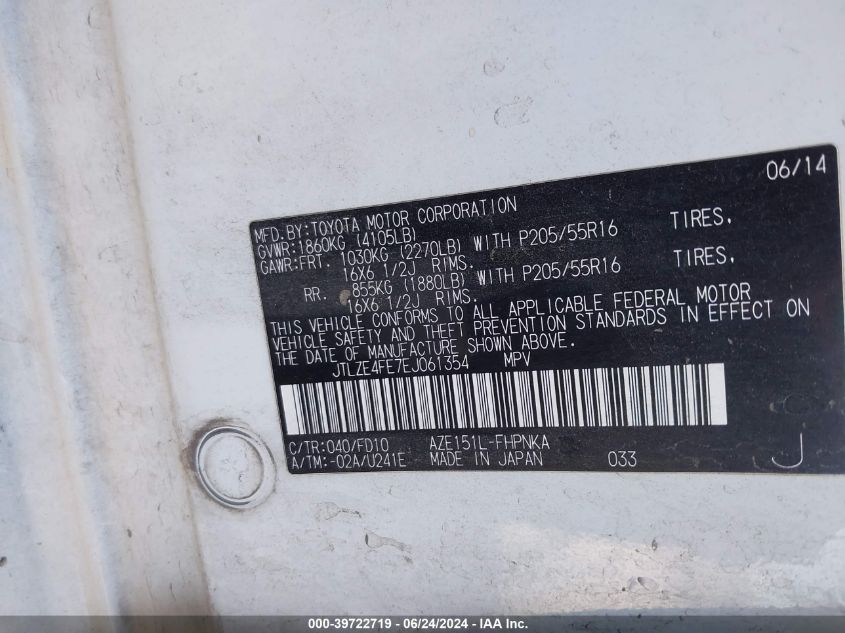 06/14
MFD.BY:TOYOTA MOTOR CORPORATION
GVWR:1860KG (4105LB)
GAWR:FRT. 1030KG (2270LB) WITH P205/55R16 TIRES,
16X6 1/2J RIMS.
RR. 855KG (1880LB) WITH P205/55R16 TIRES,
16X6 1/2J RIMS.
THIS VEHICLE CONFORMS TO ALL APPLICABLE FEDERAL MOTOR
VEHICLE SAFETY AND THEFT PREVENTION STANDARDS IN EFFECT ON
THE DATE OF MANUFACTURE SHOWN ABOVE.
JTLZE4FE7EJ061354 MPV
C/TR:040/FD10 AZE151L-FHPNKA
A/TM:-02A/U241E MADE IN JAPAN 033 J
000-39722719 - 06/24/2024 - IAA Inc.